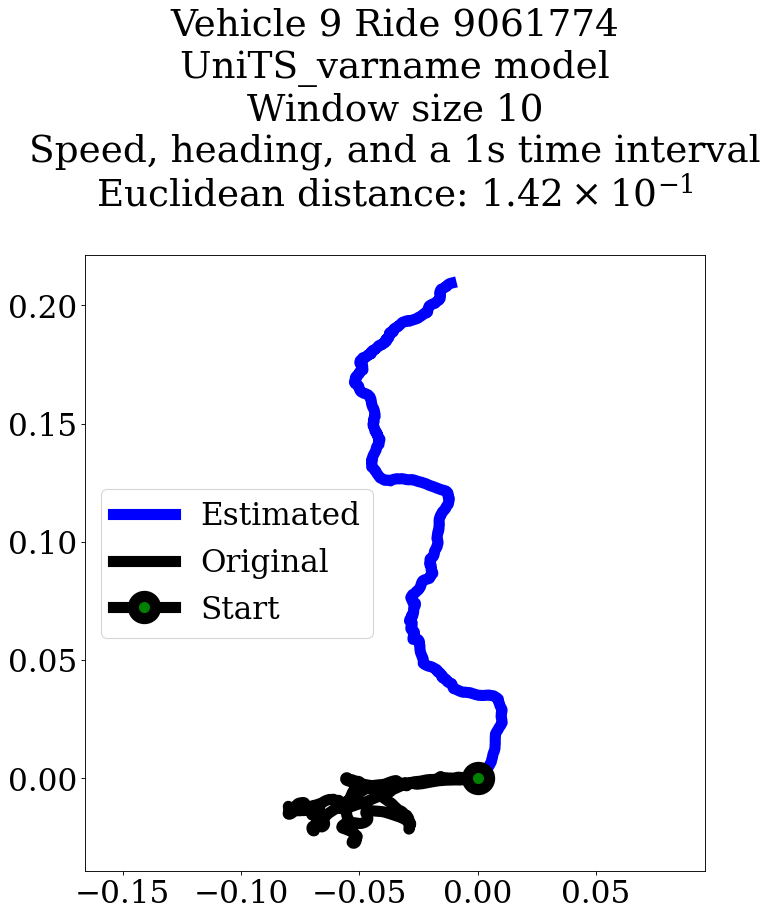 Vehicle 9 Ride 9061774
UniTS_varname model
Window size 10
Speed, heading, and a 1s time interval
Euclidean distance: 1.42 × 10⁻¹
0.20
0.15
0.10
0.05
0.00
Estimated
Original
Start
−0.15 −0.10 −0.05 0.00 0.05